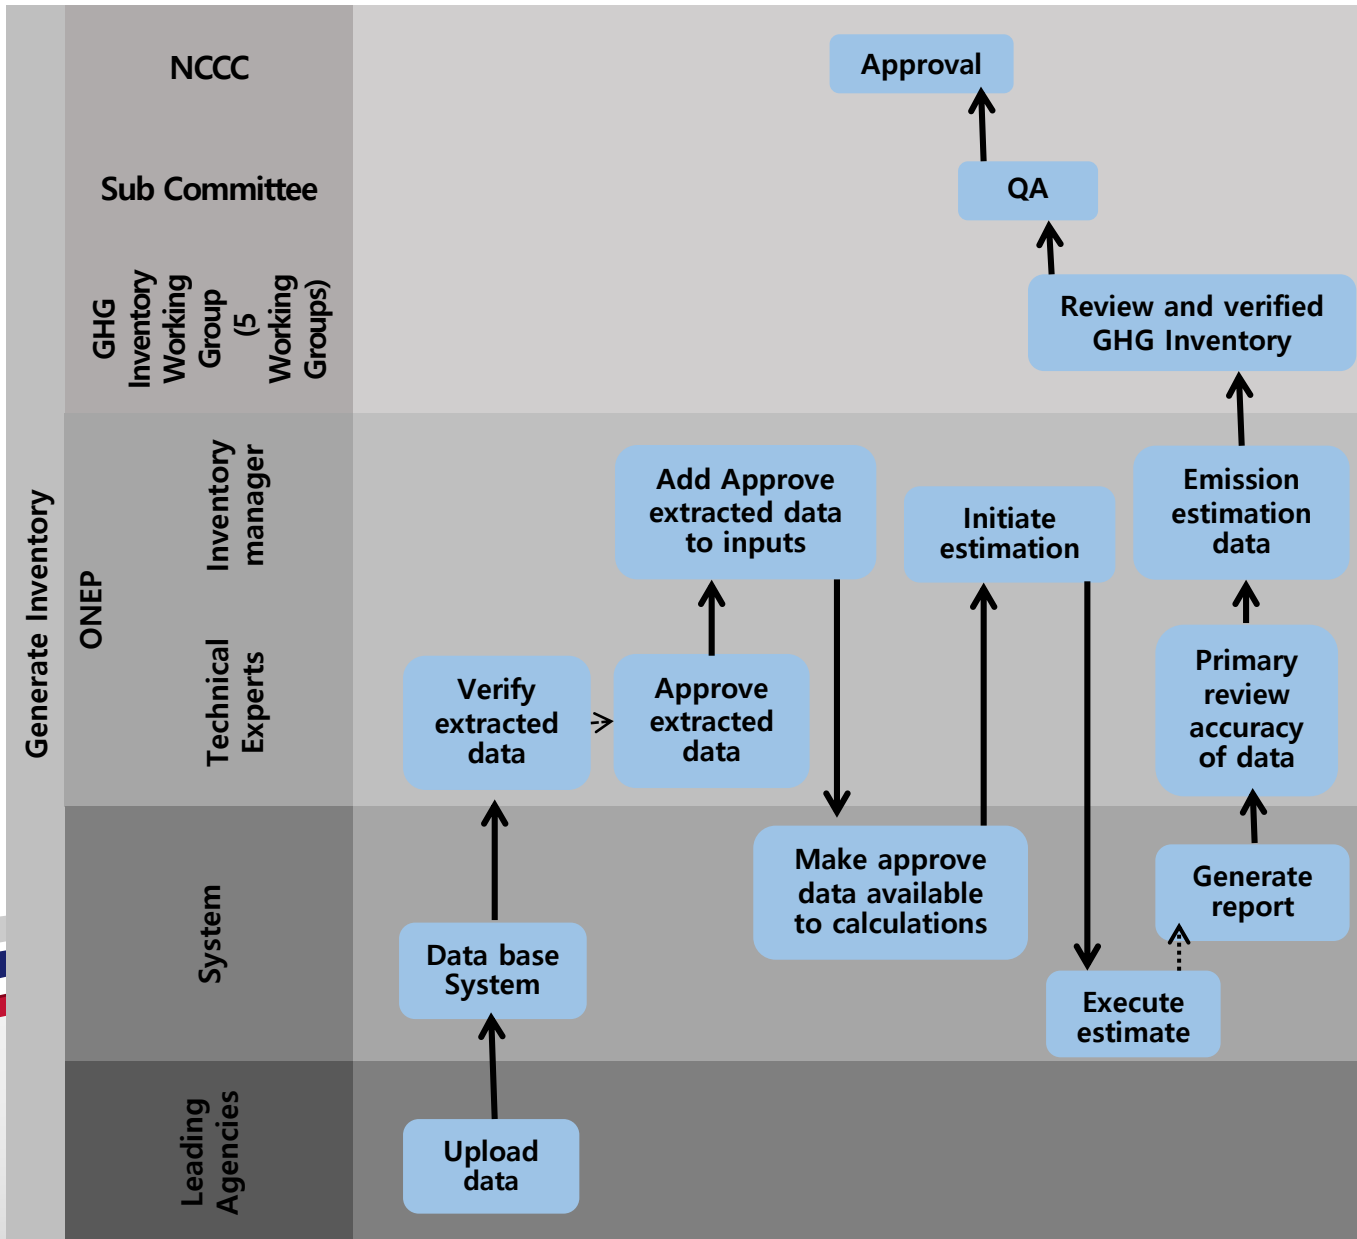 NCCC
Sub Committee
GHG
Inventory
Working
Group
(5
Working
Groups)
Generate Inventory
ONEP
Inventory
manager
Technical
Experts
System
Leading
Agencies
Approval
QA
Review and verified
GHG Inventory
Add Approve
extracted data
to inputs
Initiate
estimation
Emission
estimation
data
Verify
extracted
data
Approve
extracted
data
Primary
review
accuracy
of data
Make approve
data available
to calculations
Generate
report
Data base
System
Execute
estimate
Upload
data